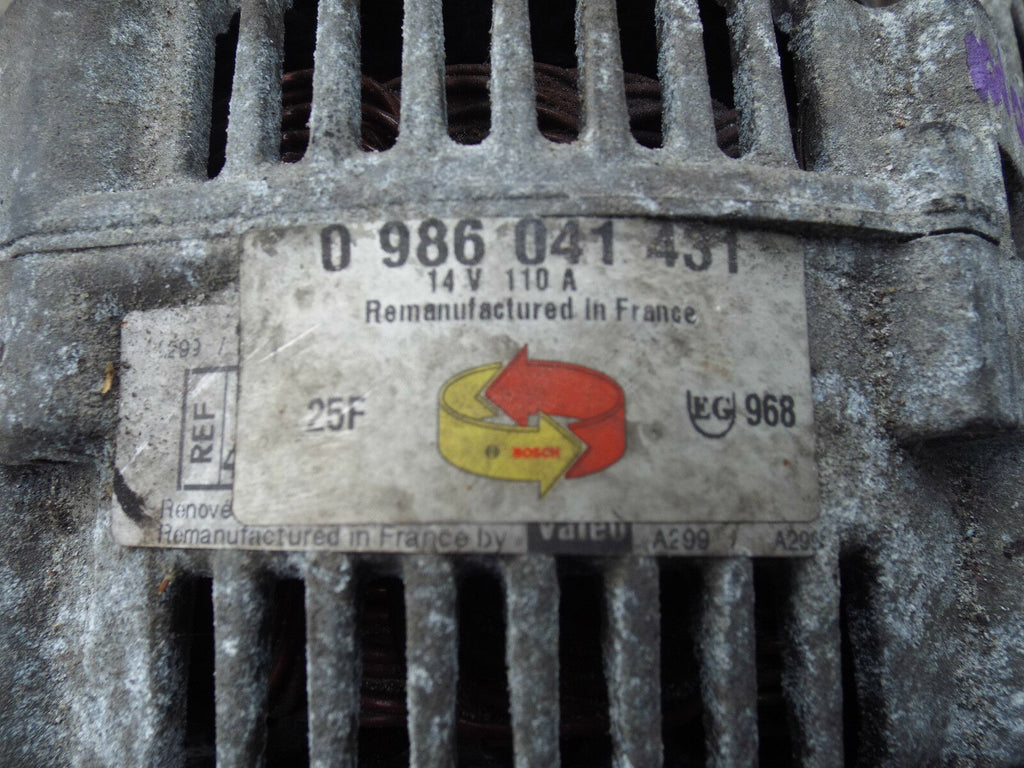 0 986 041 431
14 V 110 A
Remanufactured in France
REF
25F
BOSCH
EG 968
Remanufactured in France by Valeo A299 A299